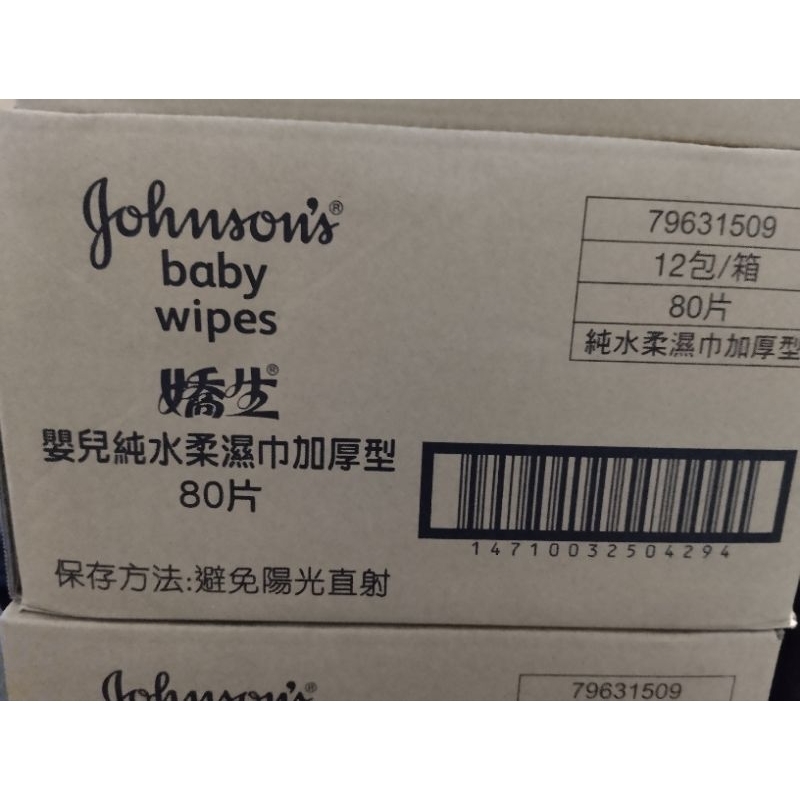 Johnson's®
baby
wipes
嬌生®
嬰兒純水柔濕巾加厚型
80片
保存方法:避免陽光直射
79631509
12包/箱
80片
純水柔濕巾加厚型
14710032504294
Johnson's®
79631509